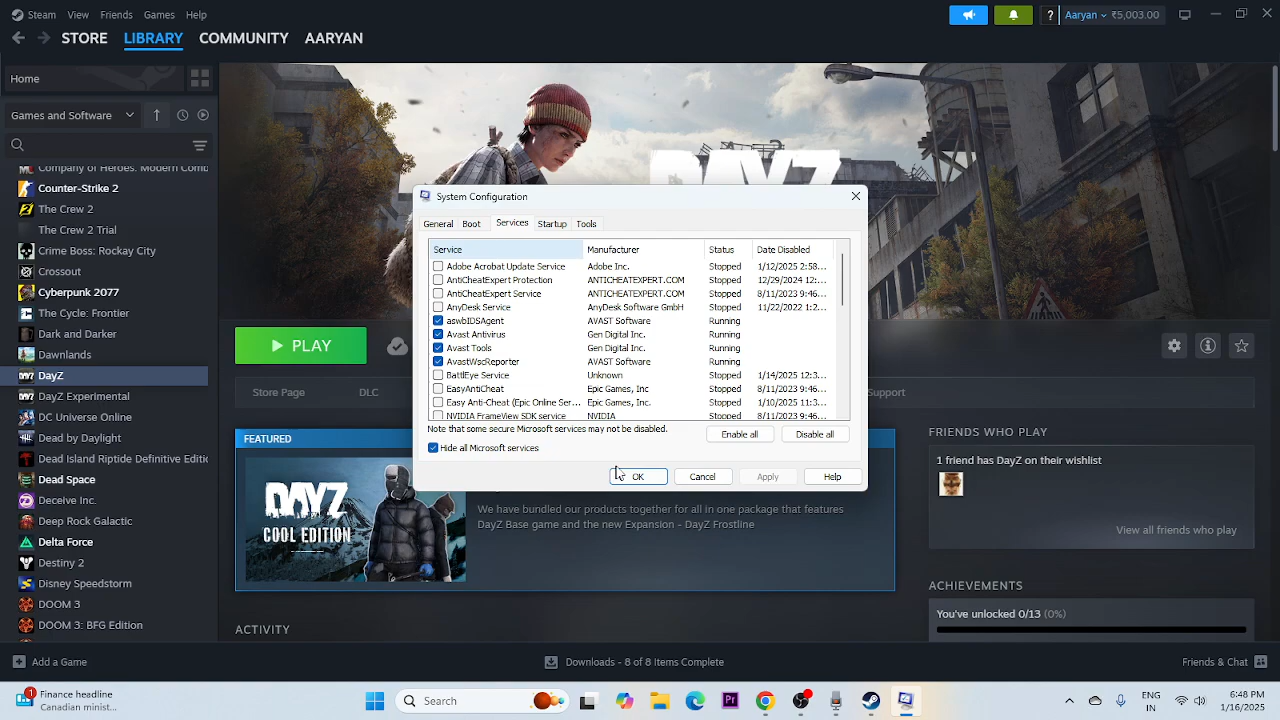 Steam View Friends Games Help
Aaryan ₹5,003.00
STORE LIBRARY COMMUNITY AARYAN
Home
Games and Software
Company of Heroes: Modern Comb
Counter-Strike 2
The Crew 2
The Crew 2 Trial
Crime Boss: Rockay City
Crossout
Cyberpunk 2077
The Cycle: Frontier
Dark and Darker
Dawnlands
DayZ
DayZ Experimental
DC Universe Online
Dead by Daylight
Dead Island Riptide Definitive Editic
Dead Space
Deceive Inc.
Deep Rock Galactic
Delta Force
Destiny 2
Disney Speedstorm
DOOM 3
DOOM 3: BFG Edition
DAYZ
PLAY
Store Page DLC Support
System Configuration
General Boot Services Startup Tools
Service Manufacturer Status Date Disabled
Adobe Acrobat Update Service Adobe Inc. Stopped 1/12/2025 2:58...
AntiCheatExpert Protection ANTICHEATEXPERT.COM Stopped 12/29/2024 12:...
AntiCheatExpert Service ANTICHEATEXPERT.COM Stopped 8/11/2023 9:46...
AnyDesk Service AnyDesk Software GmbH Stopped 11/22/2022 1:2...
aswbIDSAgent AVAST Software Running
Avast Antivirus Gen Digital Inc. Running
Avast Tools Gen Digital Inc. Running
AvastWscReporter AVAST Software Running
BattlEye Service Unknown Stopped 1/14/2025 12:3...
EasyAntiCheat Epic Games, Inc Stopped 8/11/2023 9:46...
Easy Anti-Cheat (Epic Online Ser... Epic Games, Inc. Stopped 1/10/2025 11:3...
NVIDIA FrameView SDK service NVIDIA Stopped 8/11/2023 9:46...
Note that some secure Microsoft services may not be disabled.
Enable all Disable all
Hide all Microsoft services
OK Cancel Apply Help
FEATURED
DAYZ
COOL EDITION
We have bundled our products together for all in one package that features
DayZ Base game and the new Expansion - DayZ Frostline
ACTIVITY
FRIENDS WHO PLAY
1 friend has DayZ on their wishlist
View all friends who play
ACHIEVEMENTS
You've unlocked 0/13 (0%)
Add a Game
Downloads - 8 of 8 Items Complete
Friends & Chat
1
Finance headline
Canadian minist...
Search
Pr
ENG
IN
6:48 PM
1/16/2025